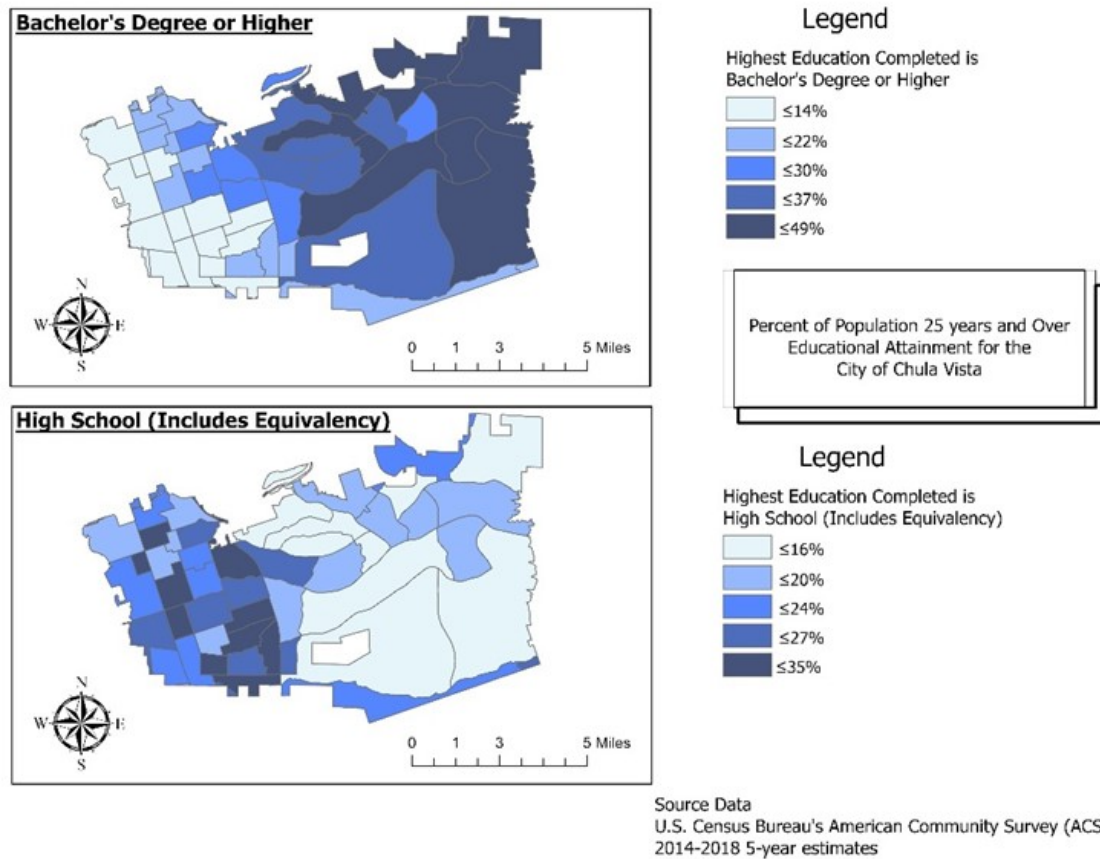 Bachelor's Degree or Higher
N
W E
S
0 1 3 5 Miles
Legend
Highest Education Completed is
Bachelor's Degree or Higher
≤14%
≤22%
≤30%
≤37%
≤49%
Percent of Population 25 years and Over
Educational Attainment for the
City of Chula Vista
High School (Includes Equivalency)
N
W E
S
0 1 3 5 Miles
Legend
Highest Education Completed is
High School (Includes Equivalency)
≤16%
≤20%
≤24%
≤27%
≤35%
Source Data
U.S. Census Bureau's American Community Survey (ACS
2014-2018 5-year estimates